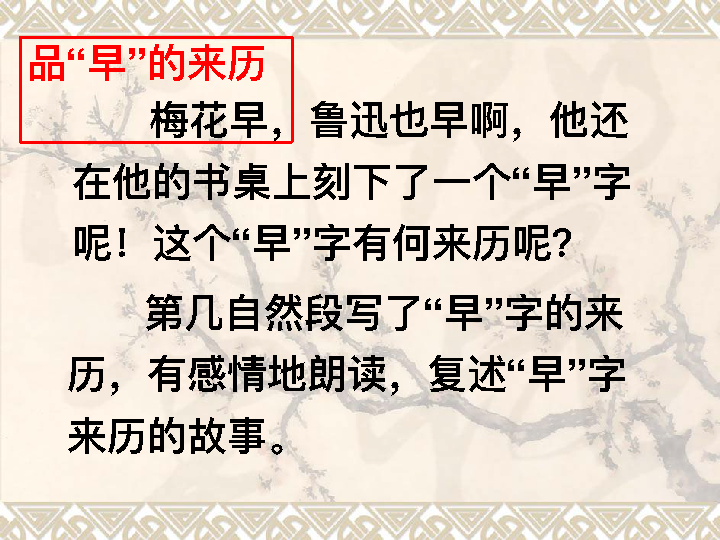 品“早”的来历
梅花早，鲁迅也早啊，他还
在他的书桌上刻下了一个“早”字
呢！这个“早”字有何来历呢?
第几自然段写了“早”字的来
历，有感情地朗读，复述“早”字
来历的故事。